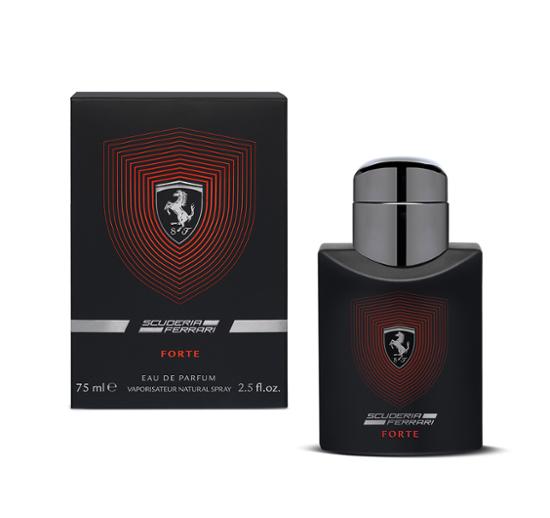 S F
SCUDERIA
FERRARI
FORTE
EAU DE PARFUM
75 ml ℮ VAPORISATEUR NATURAL SPRAY 2.5 fl.oz.
S F
SCUDERIA
FERRARI
FORTE